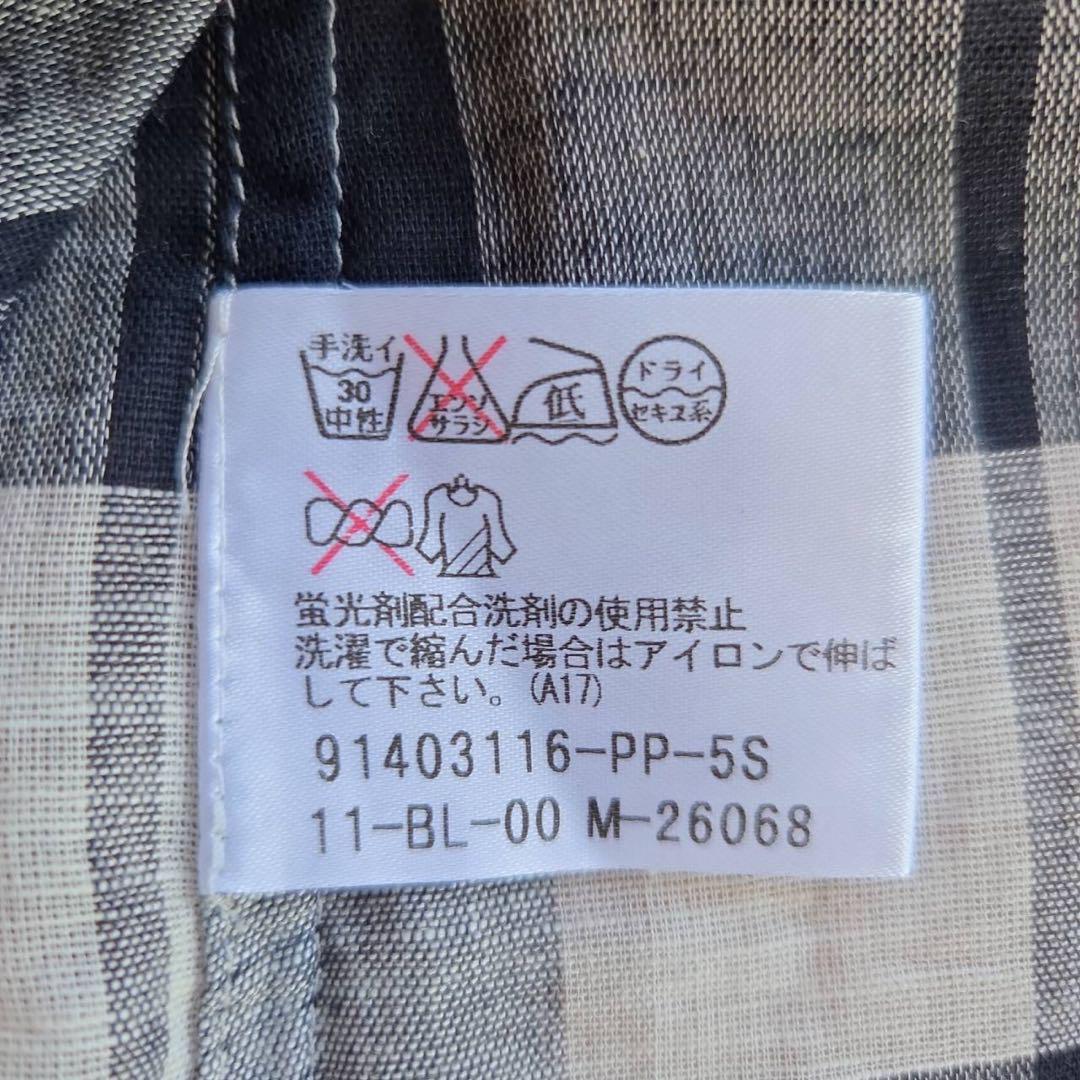 手洗イ
30
中性
エンソ
サラシ
低
ドライ
セキユ系
蛍光剤配合洗剤の使用禁止
洗濯で縮んだ場合はアイロンで伸ば
して下さい。(A17)
91403116-PP-5S
11-BL-00 M-26068